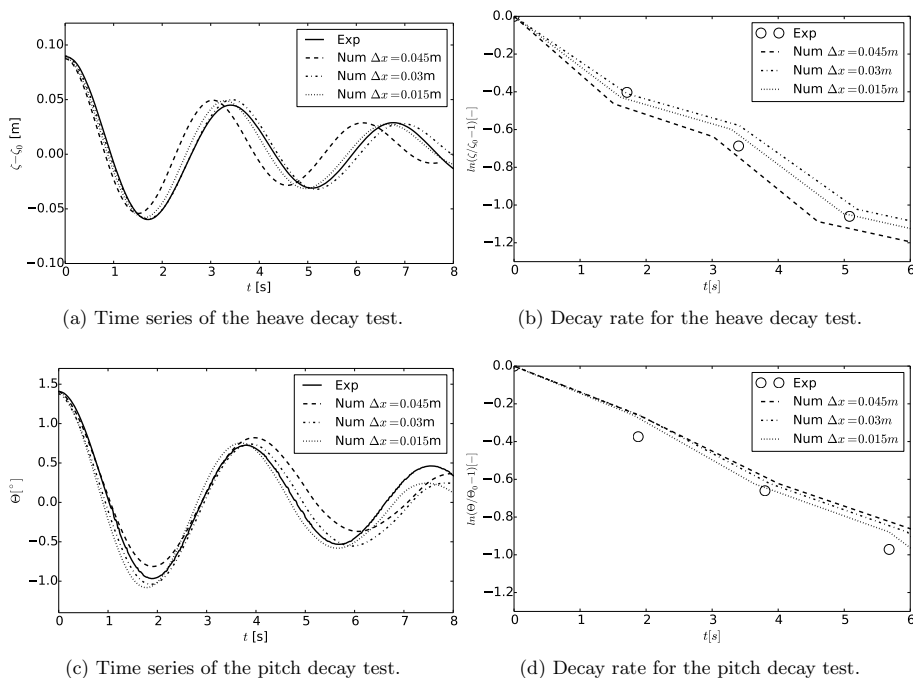 0.10
0.05
0.00
−0.05
−0.10
ζ−ζ₀ [m]
0 1 2 3 4 5 6 7 8
t [s]
Exp
Num Δx=0.045m
Num Δx=0.03m
Num Δx=0.015m
(a) Time series of the heave decay test.
0.0
−0.2
−0.4
−0.6
−0.8
−1.0
−1.2
ln(ζ/ζ₀−1)[−]
0 1 2 3 4 5 6
t[s]
Exp
Num Δx=0.045m
Num Δx=0.03m
Num Δx=0.015m
(b) Decay rate for the heave decay test.
1.5
1.0
0.5
0.0
−0.5
−1.0
Θ[°]
0 1 2 3 4 5 6 7 8
t [s]
Exp
Num Δx=0.045m
Num Δx=0.03m
Num Δx=0.015m
(c) Time series of the pitch decay test.
0.0
−0.2
−0.4
−0.6
−0.8
−1.0
−1.2
ln(Θ/Θ₀−1)[−]
0 1 2 3 4 5 6
t[s]
Exp
Num Δx=0.045m
Num Δx=0.03m
Num Δx=0.015m
(d) Decay rate for the pitch decay test.